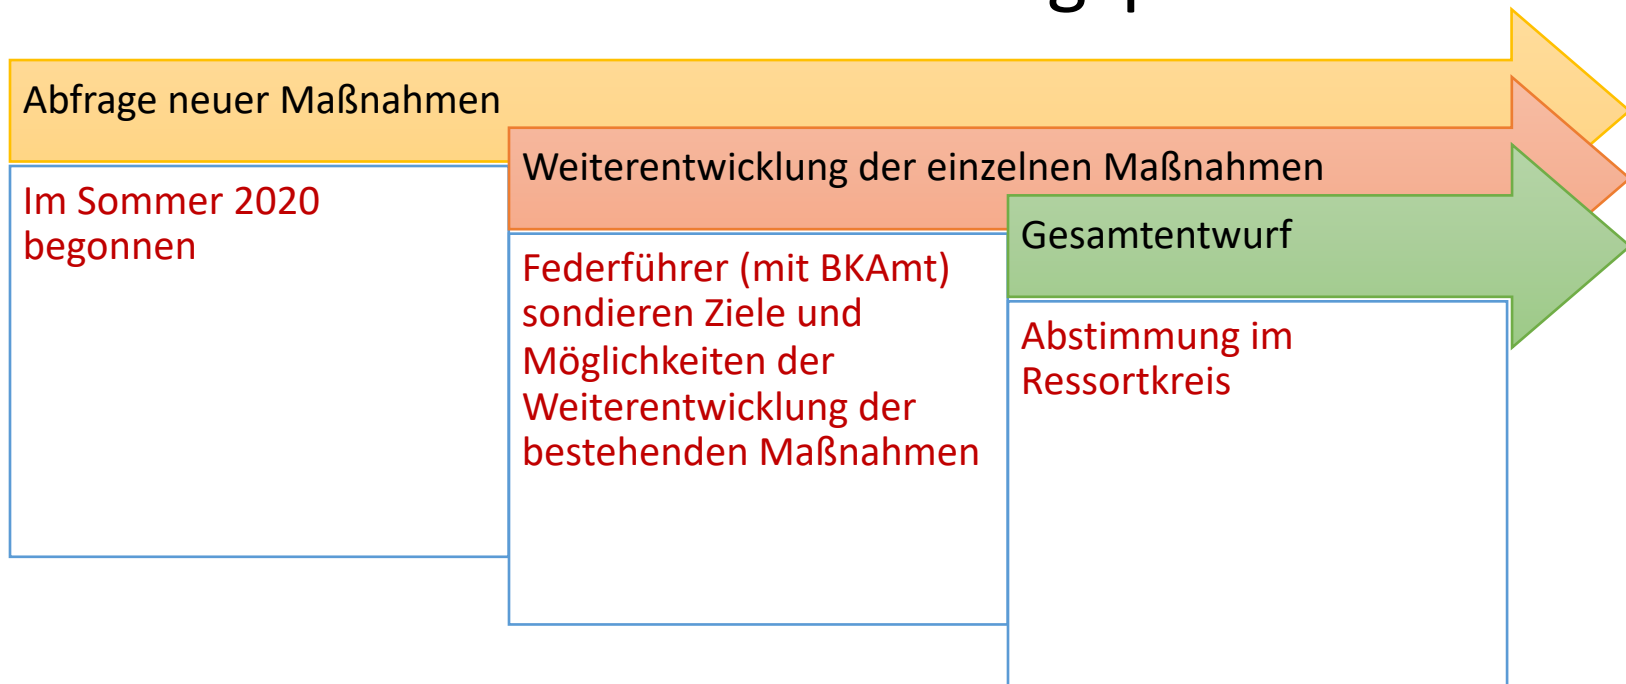 Abfrage neuer Maßnahmen
Im Sommer 2020
begonnen
Weiterentwicklung der einzelnen Maßnahmen
Federführer (mit BKAmt)
sondieren Ziele und
Möglichkeiten der
Weiterentwicklung der
bestehenden Maßnahmen
Gesamtentwurf
Abstimmung im
Ressortkreis